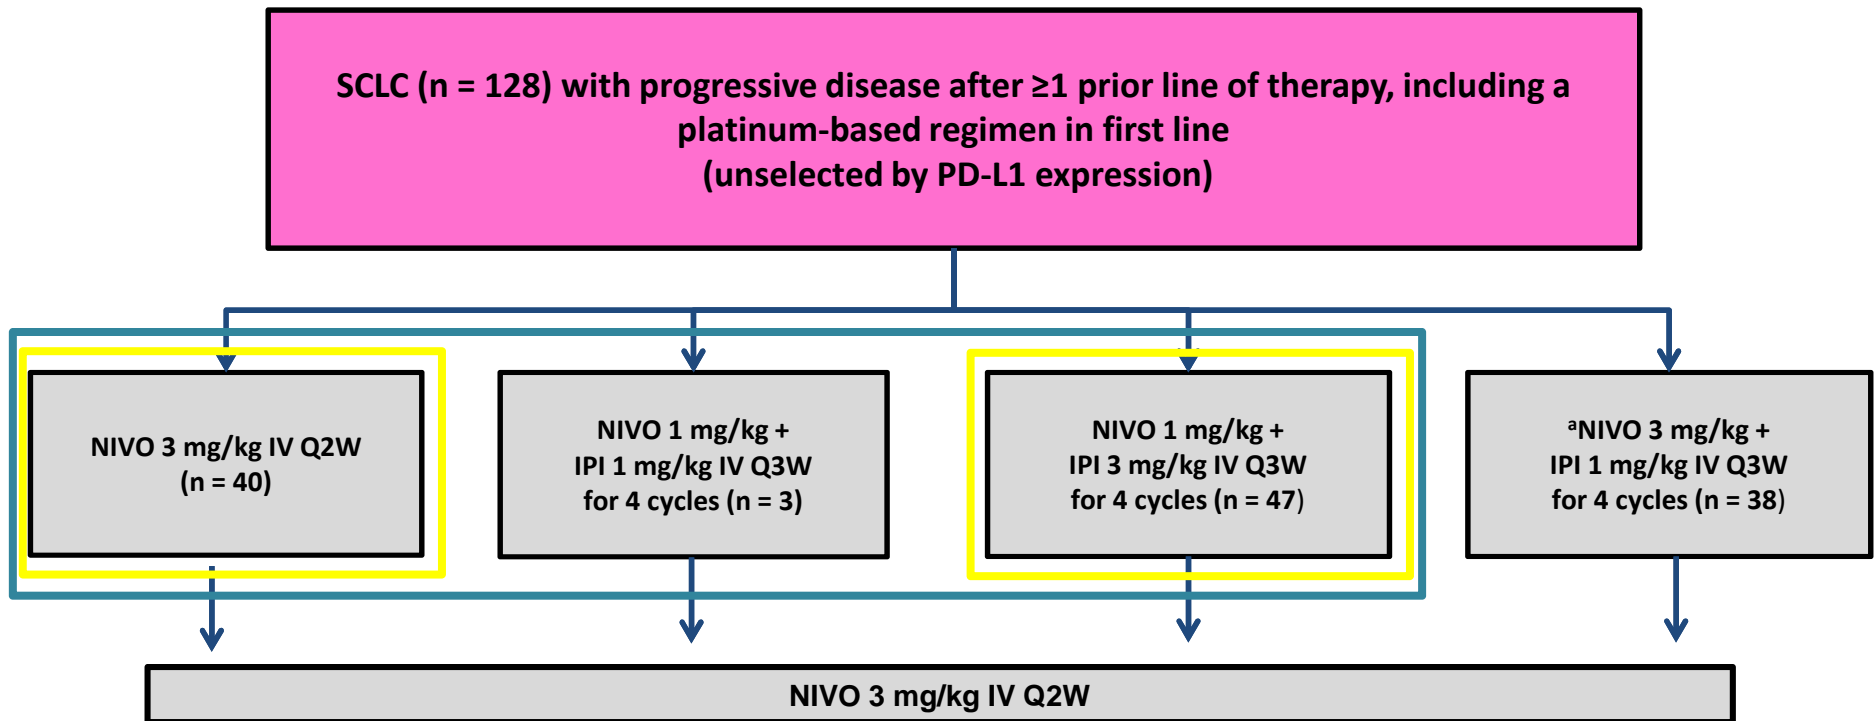 SCLC (n = 128) with progressive disease after ≥1 prior line of therapy, including a
platinum-based regimen in first line
(unselected by PD-L1 expression)
NIVO 3 mg/kg IV Q2W
(n = 40)
NIVO 1 mg/kg +
IPI 1 mg/kg IV Q3W
for 4 cycles (n = 3)
NIVO 1 mg/kg +
IPI 3 mg/kg IV Q3W
for 4 cycles (n = 47)
ᵃNIVO 3 mg/kg +
IPI 1 mg/kg IV Q3W
for 4 cycles (n = 38)
NIVO 3 mg/kg IV Q2W